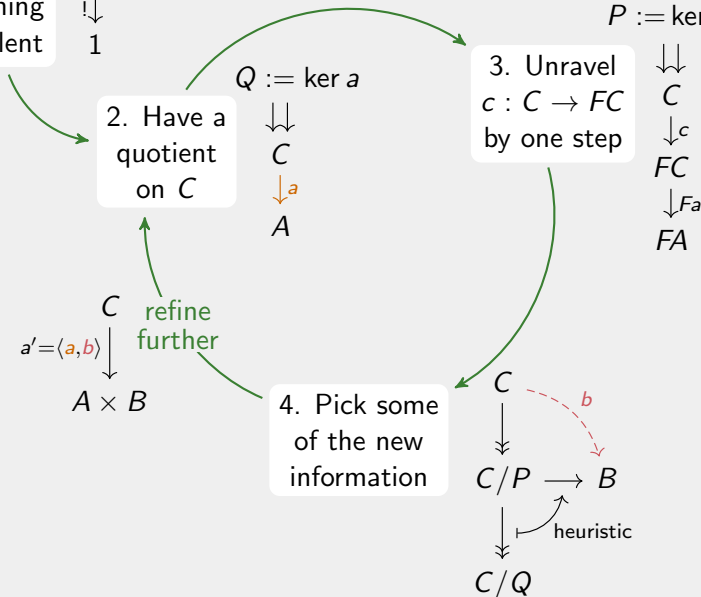 ning
lent
!
1
2. Have a
quotient
on C
Q := ker a
C
a
A
3. Unravel
c : C → FC
by one step
P := ker
C
c
FC
Fa
FA
refine
further
C
a′=⟨a,b⟩
A × B
4. Pick some
of the new
information
C
b
C/P → B
heuristic
C/Q